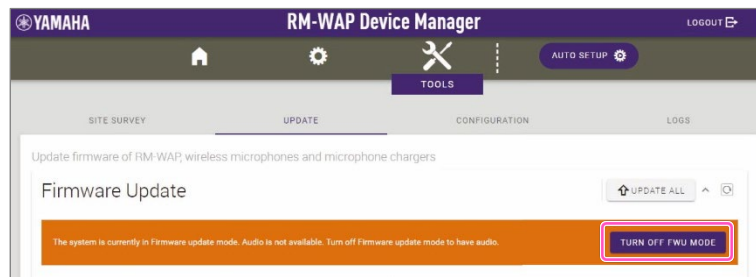 YAMAHA
RM-WAP Device Manager
LOGOUT
AUTO SETUP
TOOLS
SITE SURVEY
UPDATE
CONFIGURATION
LOGS
Update firmware of RM-WAP, wireless microphones and microphone chargers
Firmware Update
UPDATE ALL
The system is currently in Firmware update mode. Audio is not available. Turn off Firmware update mode to have audio.
TURN OFF FWU MODE